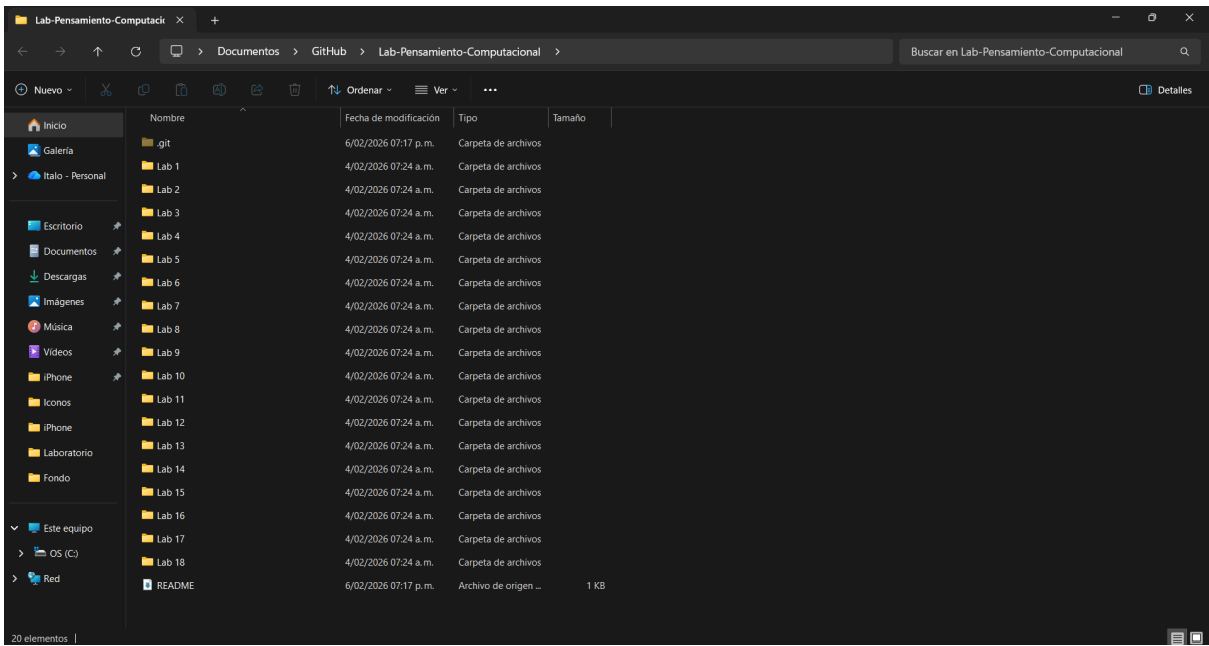 Lab-Pensamiento-Computacic
Documentos > GitHub > Lab-Pensamiento-Computacional >
Buscar en Lab-Pensamiento-Computacional
Nuevo
Ordenar
Ver
Detalles
Inicio
Galería
Italo - Personal
Escritorio
Documentos
Descargas
Imágenes
Música
Vídeos
iPhone
Iconos
iPhone
Laboratorio
Fondo
Este equipo
OS (C:)
Red
Nombre Fecha de modificación Tipo Tamaño
.git 6/02/2026 07:17 p. m. Carpeta de archivos
Lab 1 4/02/2026 07:24 a. m. Carpeta de archivos
Lab 2 4/02/2026 07:24 a. m. Carpeta de archivos
Lab 3 4/02/2026 07:24 a. m. Carpeta de archivos
Lab 4 4/02/2026 07:24 a. m. Carpeta de archivos
Lab 5 4/02/2026 07:24 a. m. Carpeta de archivos
Lab 6 4/02/2026 07:24 a. m. Carpeta de archivos
Lab 7 4/02/2026 07:24 a. m. Carpeta de archivos
Lab 8 4/02/2026 07:24 a. m. Carpeta de archivos
Lab 9 4/02/2026 07:24 a. m. Carpeta de archivos
Lab 10 4/02/2026 07:24 a. m. Carpeta de archivos
Lab 11 4/02/2026 07:24 a. m. Carpeta de archivos
Lab 12 4/02/2026 07:24 a. m. Carpeta de archivos
Lab 13 4/02/2026 07:24 a. m. Carpeta de archivos
Lab 14 4/02/2026 07:24 a. m. Carpeta de archivos
Lab 15 4/02/2026 07:24 a. m. Carpeta de archivos
Lab 16 4/02/2026 07:24 a. m. Carpeta de archivos
Lab 17 4/02/2026 07:24 a. m. Carpeta de archivos
Lab 18 4/02/2026 07:24 a. m. Carpeta de archivos
README 6/02/2026 07:17 p. m. Archivo de origen ... 1 KB
20 elementos